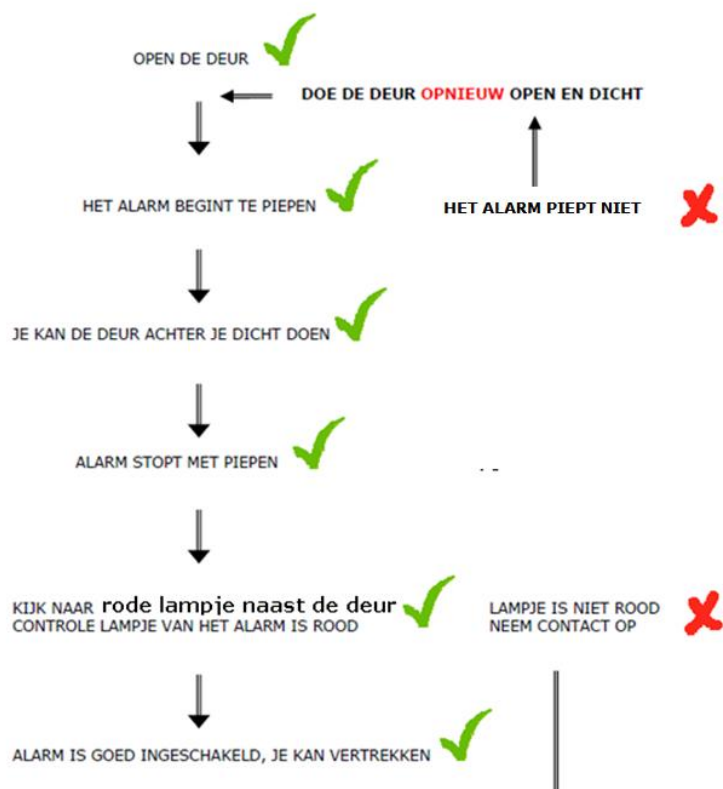 OPEN DE DEUR
DOE DE DEUR OPNIEUW OPEN EN DICHT
HET ALARM BEGINT TE PIEPEN
HET ALARM PIEPT NIET
JE KAN DE DEUR ACHTER JE DICHT DOEN
ALARM STOPT MET PIEPEN
KIJK NAAR rode lampje naast de deur
CONTROLE LAMPJE VAN HET ALARM IS ROOD
LAMPJE IS NIET ROOD
NEEM CONTACT OP
ALARM IS GOED INGESCHAKELD, JE KAN VERTREKKEN